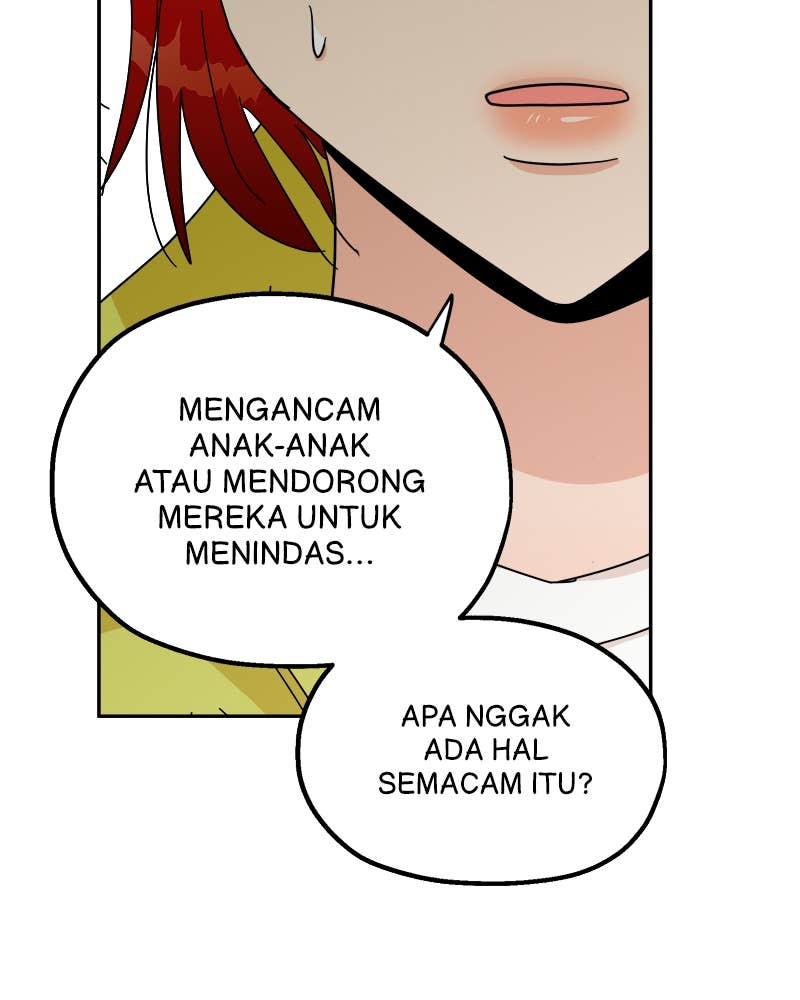 MENGANCAM
ANAK-ANAK
ATAU MENDORONG
MEREKA UNTUK
MENINDAS...
APA NGGAK
ADA HAL
SEMACAM ITU?